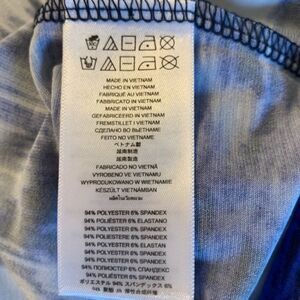 MADE IN VIETNAM
HECHO EN VIETNAM
FABRIQUÉ AU VIETNAM
FABBRICATO IN VIETNAM
MADE IN VIETNAM
GEFABRICEERD IN VIETNAM
FREMSTILLET I VIETNAM
СДЕЛАНО ВО ВЬЕТНАМЕ
FEITO NO VIETNAME
ベトナム製
越南制造
越南製造
FABRICADO NO VIETNÃ
VYROBENO VE VIETNAMU
WYPRODUKOWANO W WIETNAMIE
KÉSZÜLT VIETNAMBAN
94% POLYESTER 6% SPANDEX
94% POLIÉSTER 6% ELASTANO
94% POLYESTER 6% SPANDEX
94% POLIESTERE 6% ELASTAN
94% POLYESTER 6% SPANDEX
94% POLYESTER 6% SPANDEX
94% POLYESTER 6% SPANDEX
94% ПОЛИЭСТЕР 6% СПАНДЕКС
94% POLIÉSTER 6% SPANDEX
ポリエステル 94% スパンデックス 6%